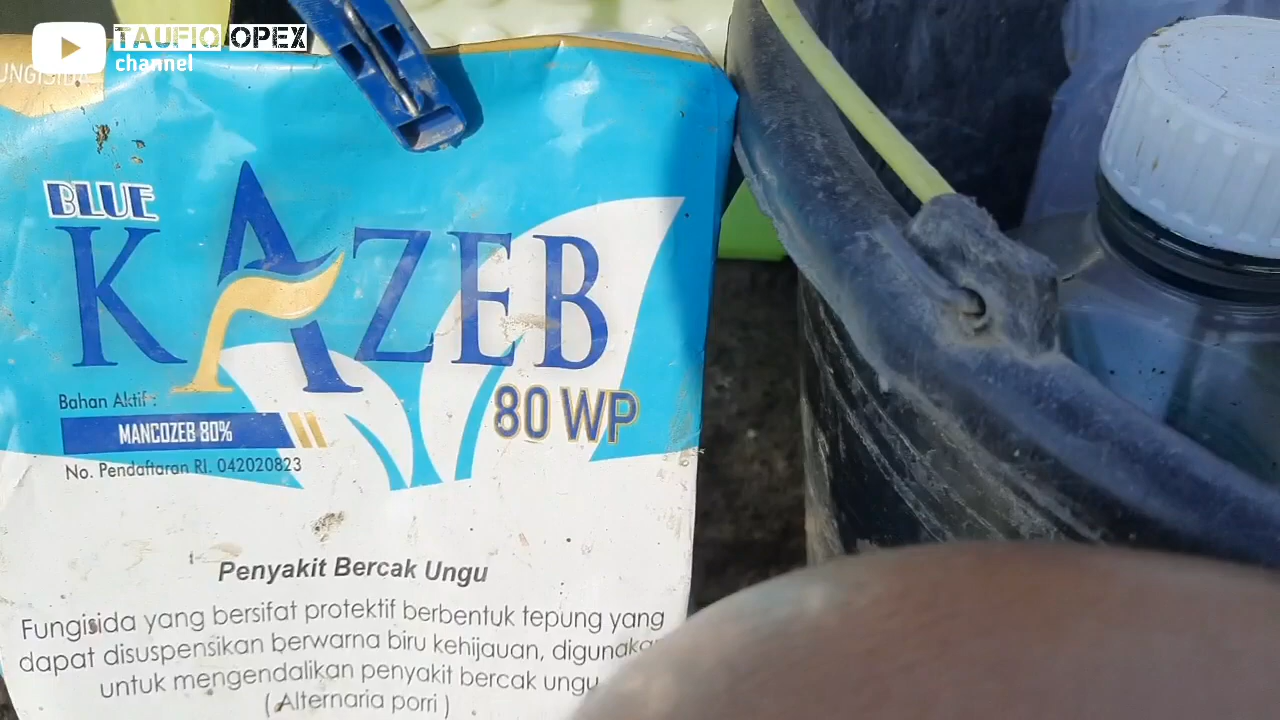 TAUFIQ OPEX
channel
UNGISIDA
BLUE
KAZEB
80 WP
Bahan Aktif :
MANCOZEB 80%
No. Pendaftaran RI. 042020823
Penyakit Bercak Ungu
Fungisida yang bersifat protektif berbentuk tepung yang
dapat disuspensikan berwarna biru kehijauan, digunakan
untuk mengendalikan penyakit bercak ungu
( Alternaria porri )